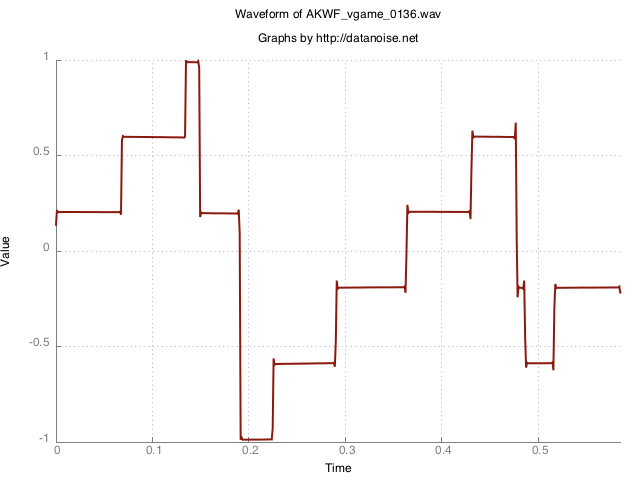 Waveform of AKWF_vgame_0136.wav
Graphs by http://datanoise.net
1
0.5
0
-0.5
-1
Value
0 0.1 0.2 0.3 0.4 0.5
Time